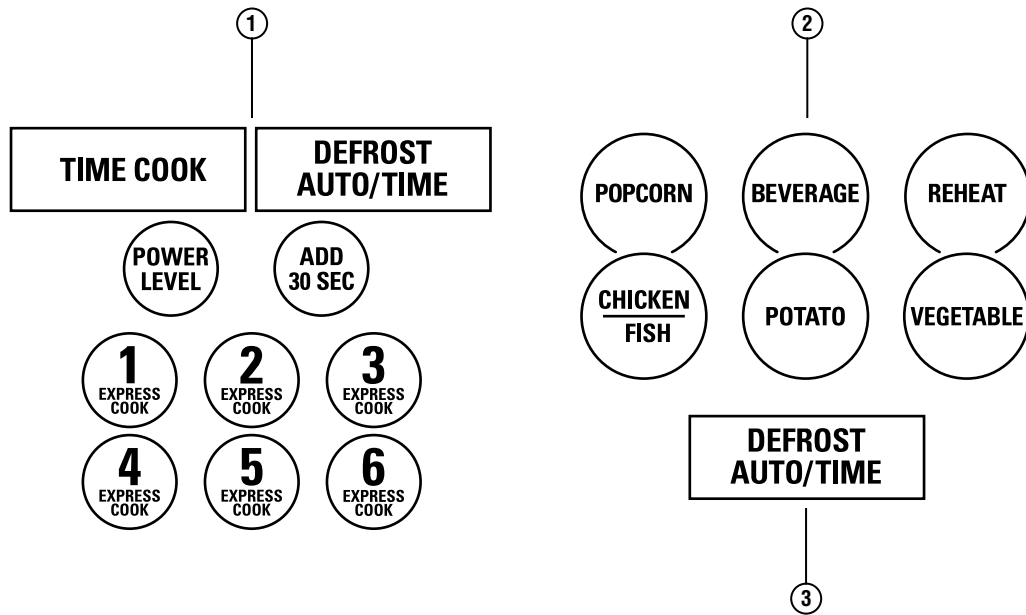 1
TIME COOK
DEFROST
AUTO/TIME
POWER
LEVEL
ADD
30 SEC
1
EXPRESS
COOK
2
EXPRESS
COOK
3
EXPRESS
COOK
4
EXPRESS
COOK
5
EXPRESS
COOK
6
EXPRESS
COOK
2
POPCORN
BEVERAGE
REHEAT
CHICKEN
FISH
POTATO
VEGETABLE
DEFROST
AUTO/TIME
3